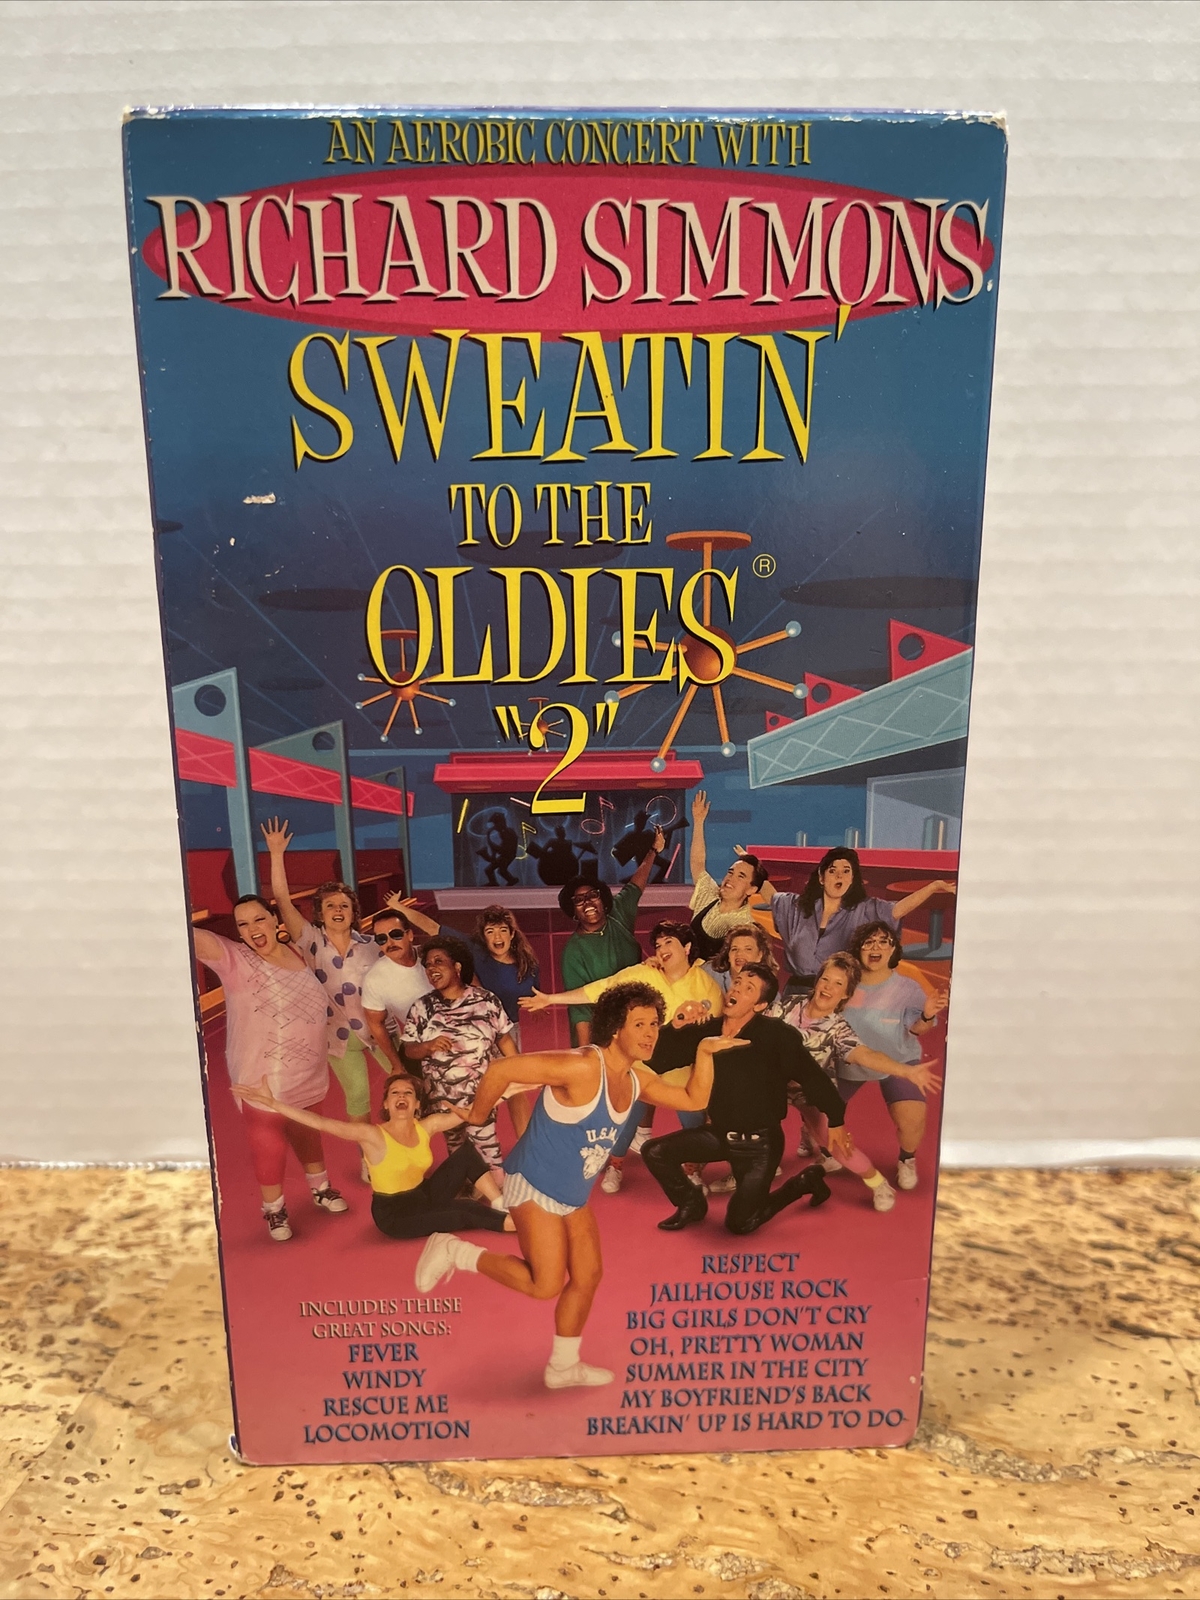 AN AEROBIC CONCERT WITH
RICHARD SIMMONS
SWEATIN'
TO THE
OLDIES®
"2"
U.S.M.
INCLUDES THESE
GREAT SONGS:
FEVER
WINDY
RESCUE ME
LOCOMOTION
RESPECT
JAILHOUSE ROCK
BIG GIRLS DON'T CRY
OH, PRETTY WOMAN
SUMMER IN THE CITY
MY BOYFRIEND'S BACK
BREAKIN' UP IS HARD TO DO